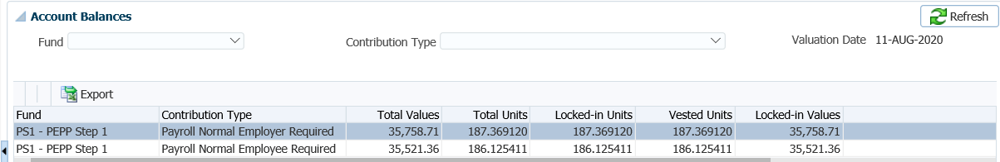 Account Balances
Refresh
Fund Contribution Type Valuation Date 11-AUG-2020
Export
Fund Contribution Type Total Values Total Units Locked-in Units Vested Units Locked-in Values
PS1 - PEPP Step 1 Payroll Normal Employer Required 35,758.71 187.369120 187.369120 187.369120 35,758.71
PS1 - PEPP Step 1 Payroll Normal Employee Required 35,521.36 186.125411 186.125411 186.125411 35,521.36